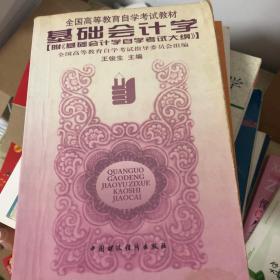 全国高等教育自学考试教材
基础会计学
【附《基础会计学自学考试大纲》】
全国高等教育自学考试指导委员会组编
王俊生 主编
QUANGUO
GAODENG
JIAOYU ZIXUE
KAOSHI
JIAOCAI
中国财政经济出版社